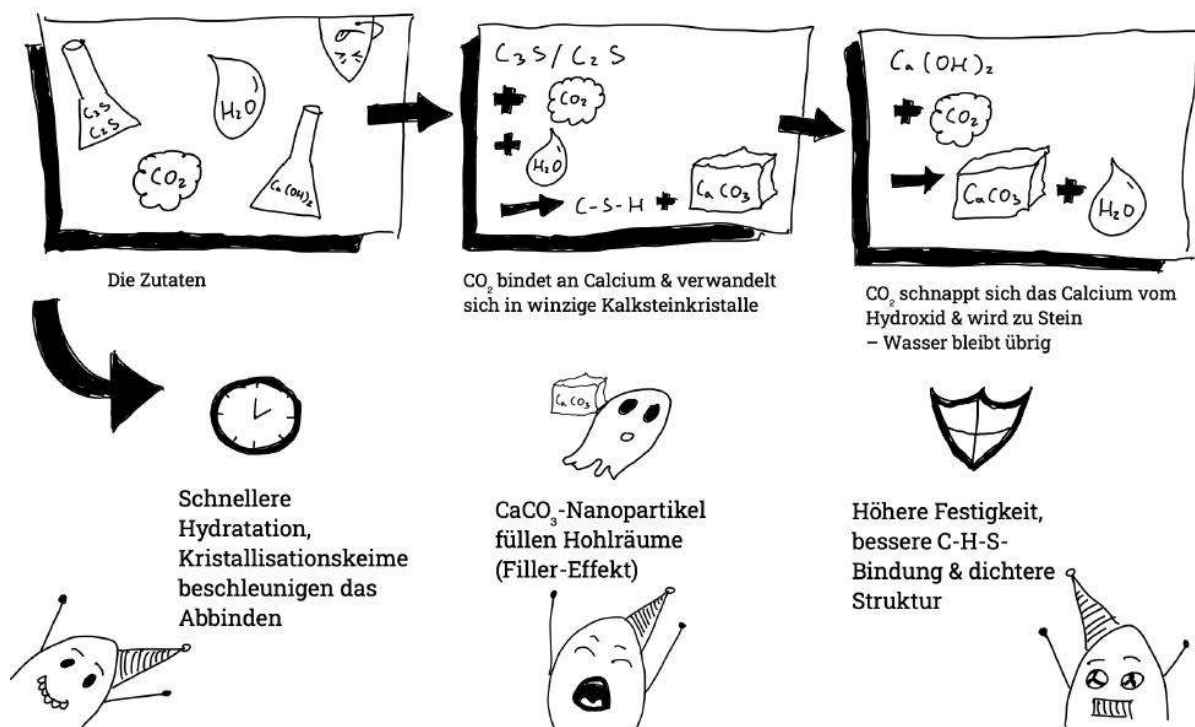 C₃S
C₂S
H₂O
CO₂
Ca(OH)₂
Die Zutaten
C₃S/C₂S
+ CO₂
+ H₂O
→ C-S-H + CaCO₃
CO₂ bindet an Calcium & verwandelt
sich in winzige Kalksteinkristalle
Ca(OH)₂
+ CO₂
→ CaCO₃ + H₂O
CO₂ schnappt sich das Calcium vom
Hydroxid & wird zu Stein
– Wasser bleibt übrig
Schnellere
Hydratation,
Kristallisationskeime
beschleunigen das
Abbinden
CaCO₃
CaCO₃-Nanopartikel
füllen Hohlräume
(Filler-Effekt)
Höhere Festigkeit,
bessere C-H-S-
Bindung & dichtere
Struktur